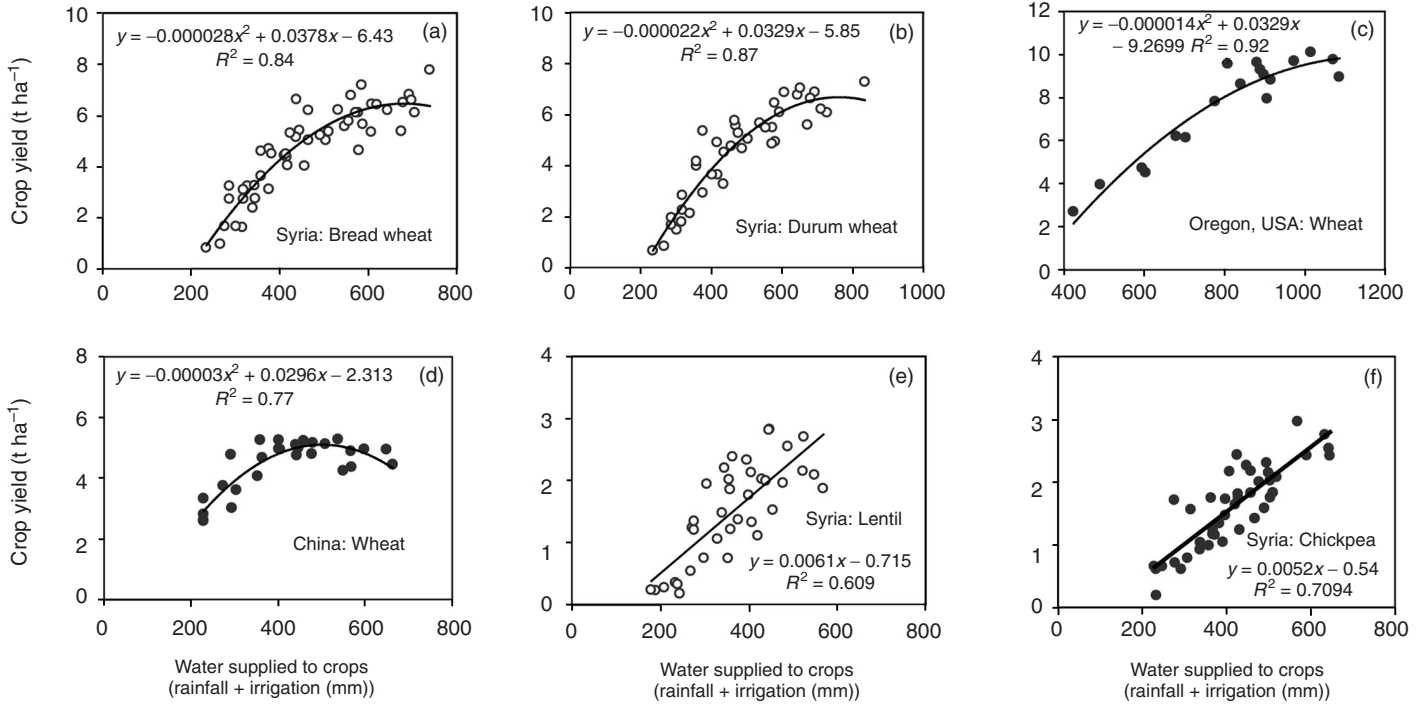 Crop yield (t ha⁻¹)
10
8
6
4
2
0
0
200
400
600
800
y = −0.000028x² + 0.0378x − 6.43
R² = 0.84
(a)
Syria: Bread wheat
10
8
6
4
2
0
0
200
400
600
800
1000
y = −0.000022x² + 0.0329x − 5.85
R² = 0.87
(b)
Syria: Durum wheat
12
10
8
6
4
2
0
400
600
800
1000
1200
y = −0.000014x² + 0.0329x
− 9.2699 R² = 0.92
(c)
Oregon, USA: Wheat
Crop yield (t ha⁻¹)
8
6
4
2
0
0
200
400
600
800
y = −0.00003x² + 0.0296x − 2.313
R² = 0.77
(d)
China: Wheat
Water supplied to crops
(rainfall + irrigation (mm))
4
3
2
1
0
0
200
400
600
800
(e)
Syria: Lentil
y = 0.0061x − 0.715
R² = 0.609
Water supplied to crops
(rainfall + irrigation (mm))
4
3
2
1
0
0
200
400
600
800
(f)
Syria: Chickpea
y = 0.0052x − 0.54
R² = 0.7094
Water supplied to crops
(rainfall + irrigation (mm))